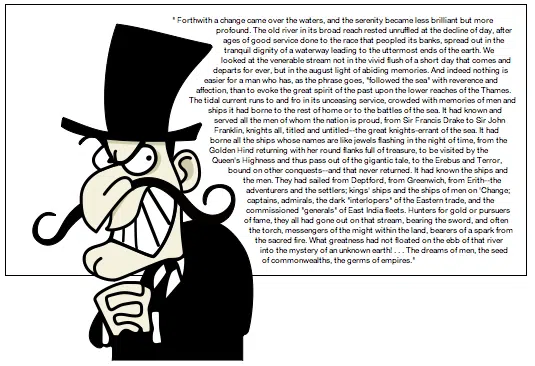 " Forthwith a change came over the waters, and the serenity became less brilliant but more
profound. The old river in its broad reach rested unruffled at the decline of day, after
ages of good service done to the race that peopled its banks, spread out in the
tranquil dignity of a waterway leading to the uttermost ends of the earth. We
looked at the venerable stream not in the vivid flush of a short day that comes and
departs for ever, but in the august light of abiding memories. And indeed nothing is
easier for a man who has, as the phrase goes, "followed the sea" with reverence and
affection, than to evoke the great spirit of the past upon the lower reaches of the Thames.
The tidal current runs to and fro in its unceasing service, crowded with memories of men and
ships it had borne to the rest of home or to the battles of the sea. It had known and
served all the men of whom the nation is proud, from Sir Francis Drake to Sir John
Franklin, knights all, titled and untitled--the great knights-errant of the sea. It had
borne all the ships whose names are like jewels flashing in the night of time, from the
Golden Hind returning with her round flanks full of treasure, to be visited by the
Queen's Highness and thus pass out of the gigantic tale, to the Erebus and Terror,
bound on other conquests--and that never returned. It had known the ships and
the men. They had sailed from Deptford, from Greenwich, from Erith--the
adventurers and the settlers; kings' ships and the ships of men on 'Change;
captains, admirals, the dark "interlopers" of the Eastern trade, and the
commissioned "generals" of East India fleets. Hunters for gold or pursuers
of fame, they all had gone out on that stream, bearing the sword, and often
the torch, messengers of the might within the land, bearers of a spark from
the sacred fire. What greatness had not floated on the ebb of that river
into the mystery of an unknown earth! . . . The dreams of men, the seed
of commonwealths, the germs of empires."